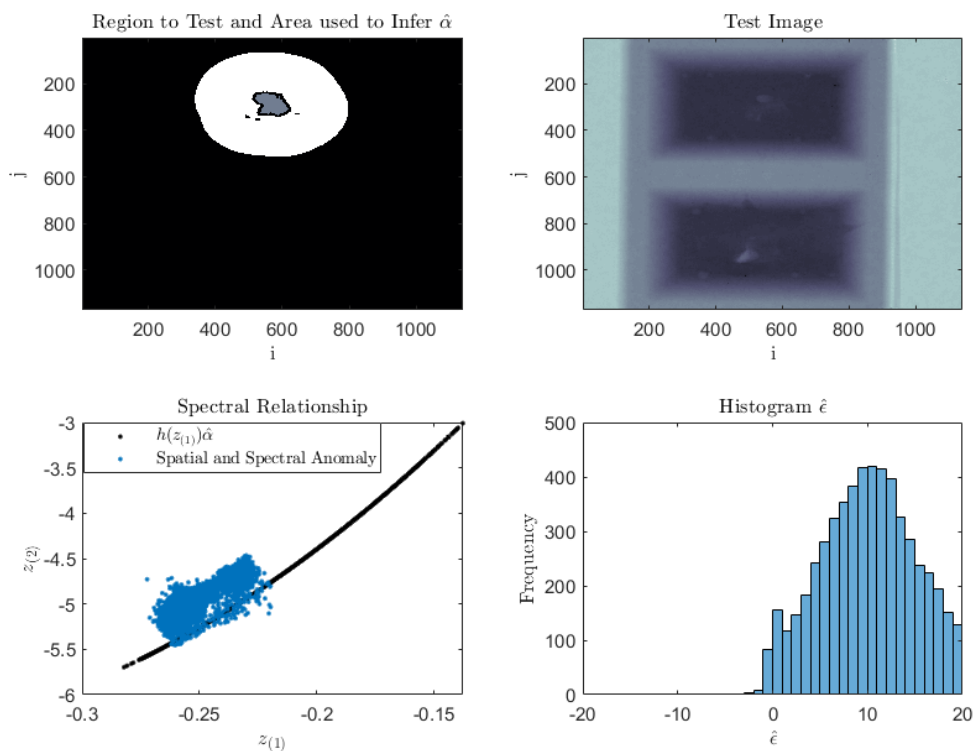 Region to Test and Area used to Infer α̂
200
400
600
800
1000
j
200 400 600 800 1000
i
Test Image
200
400
600
800
1000
j
200 400 600 800 1000
i
Spectral Relationship
-3
-3.5
-4
-4.5
-5
-5.5
-6
z(2)
h(z(1))α̂
Spatial and Spectral Anomaly
-0.3 -0.25 -0.2 -0.15
z(1)
Histogram ε̂
500
400
300
200
100
0
Frequency
-20 -10 0 10 20
ε̂